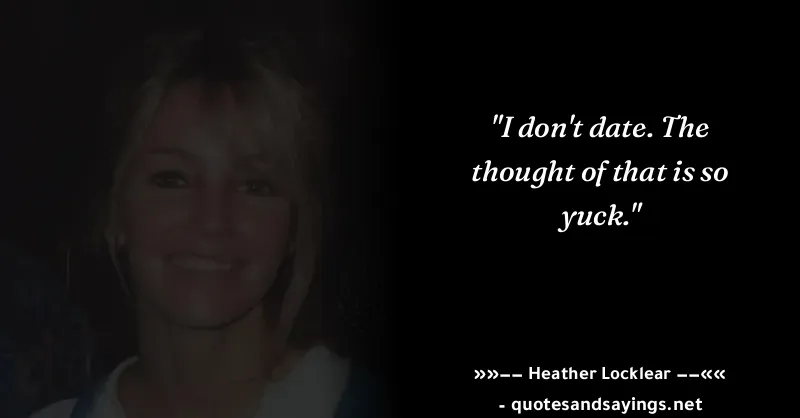 "I don't date. The
thought of that is so
yuck."
»»–– Heather Locklear ––««
- quotesandsayings.net